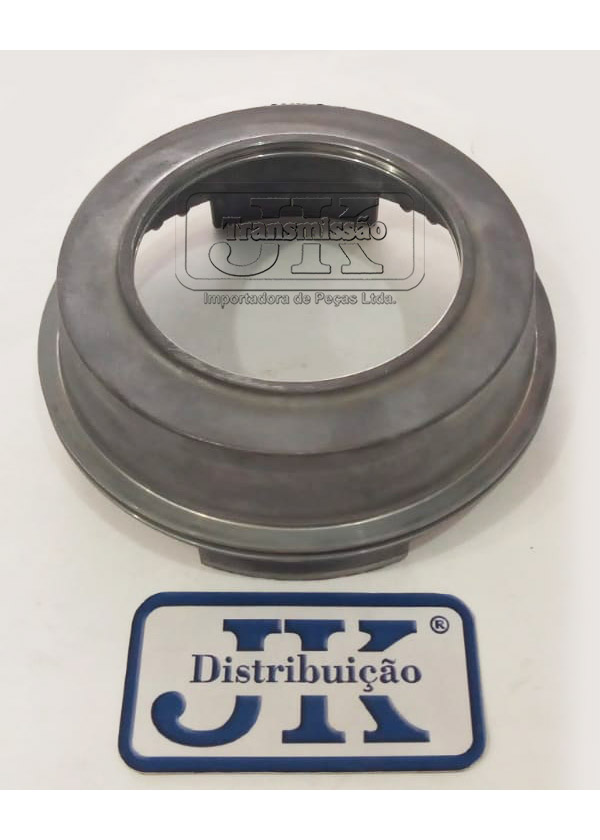 JK
Transmissão
Importadora de Peças Ltda.
JK ®
Distribuição